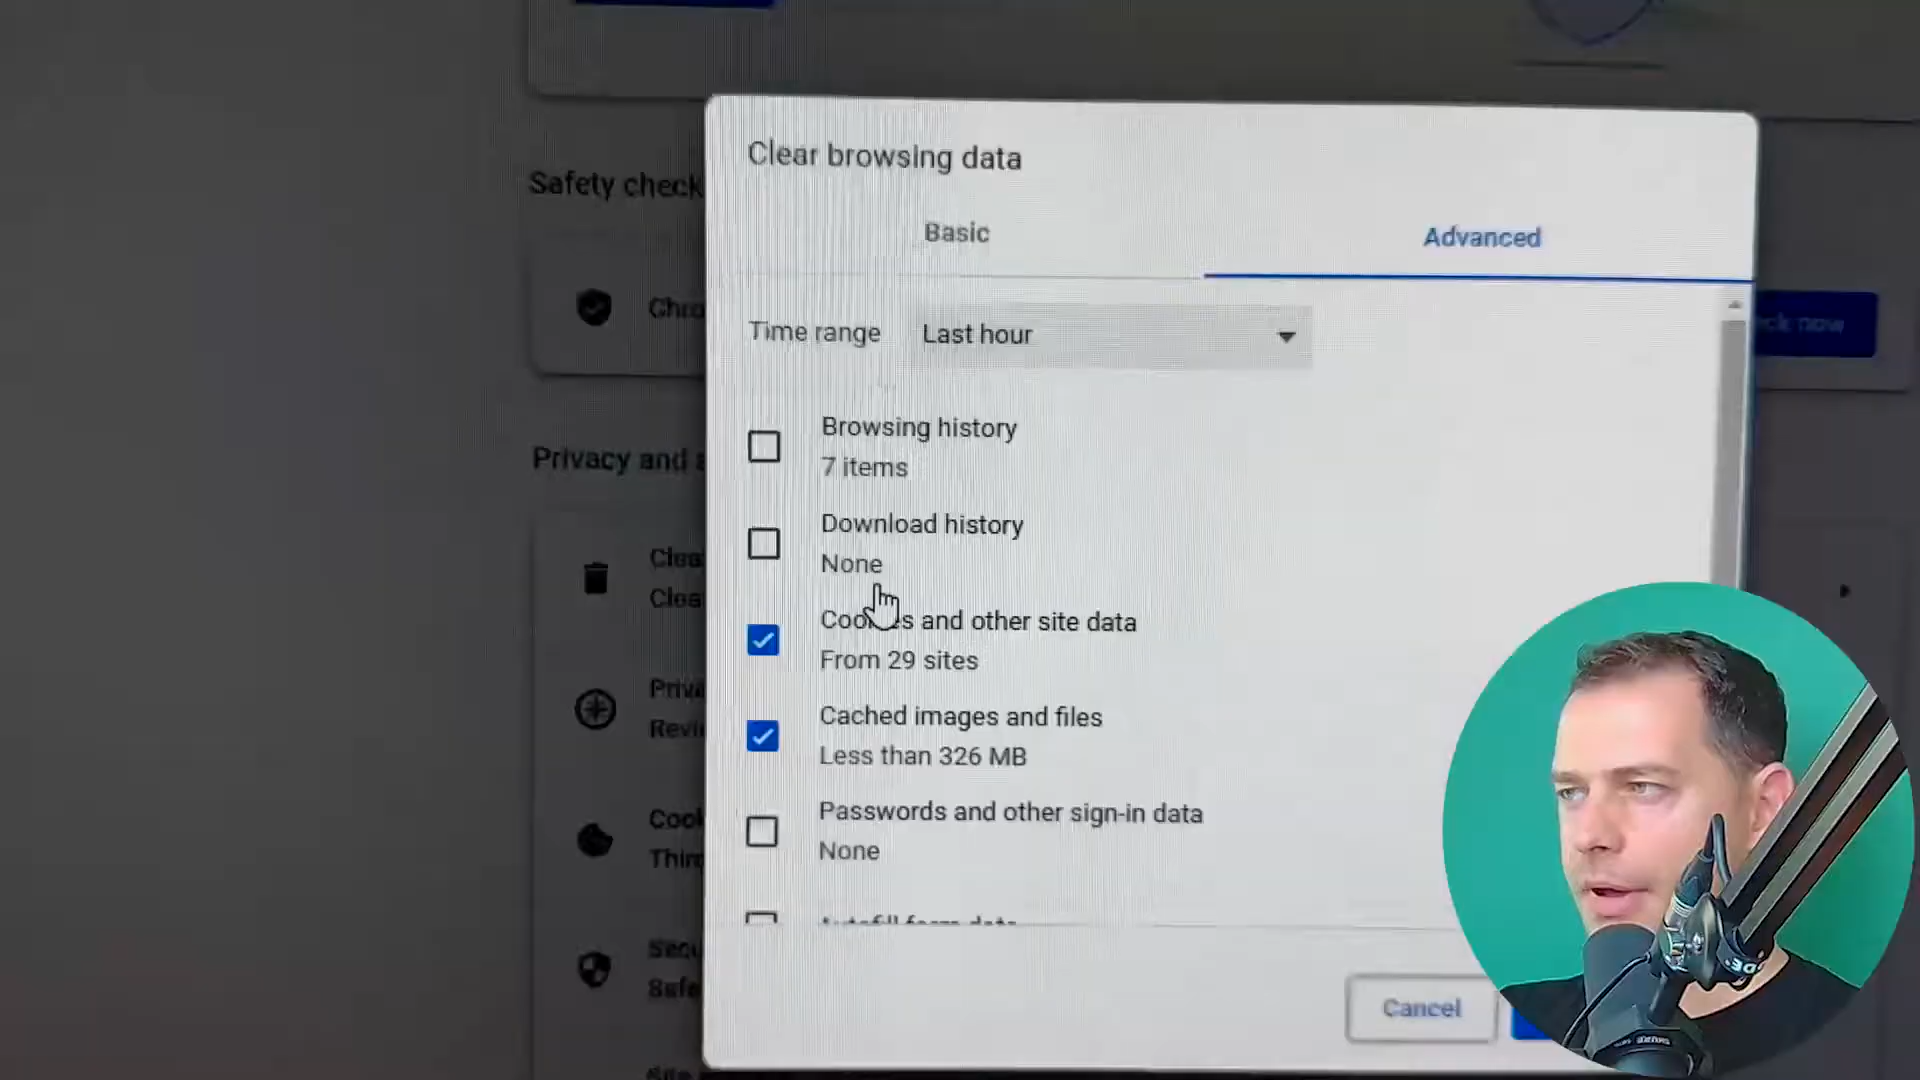 Clear browsing data
Basic
Advanced
Safety check
Time range
Last hour
Browsing history
7 items
Privacy and
Download history
None
and other site data
From 29 sites
Cached images and files
Less than 326 MB
Passwords and other sign-in data
None
Cancel